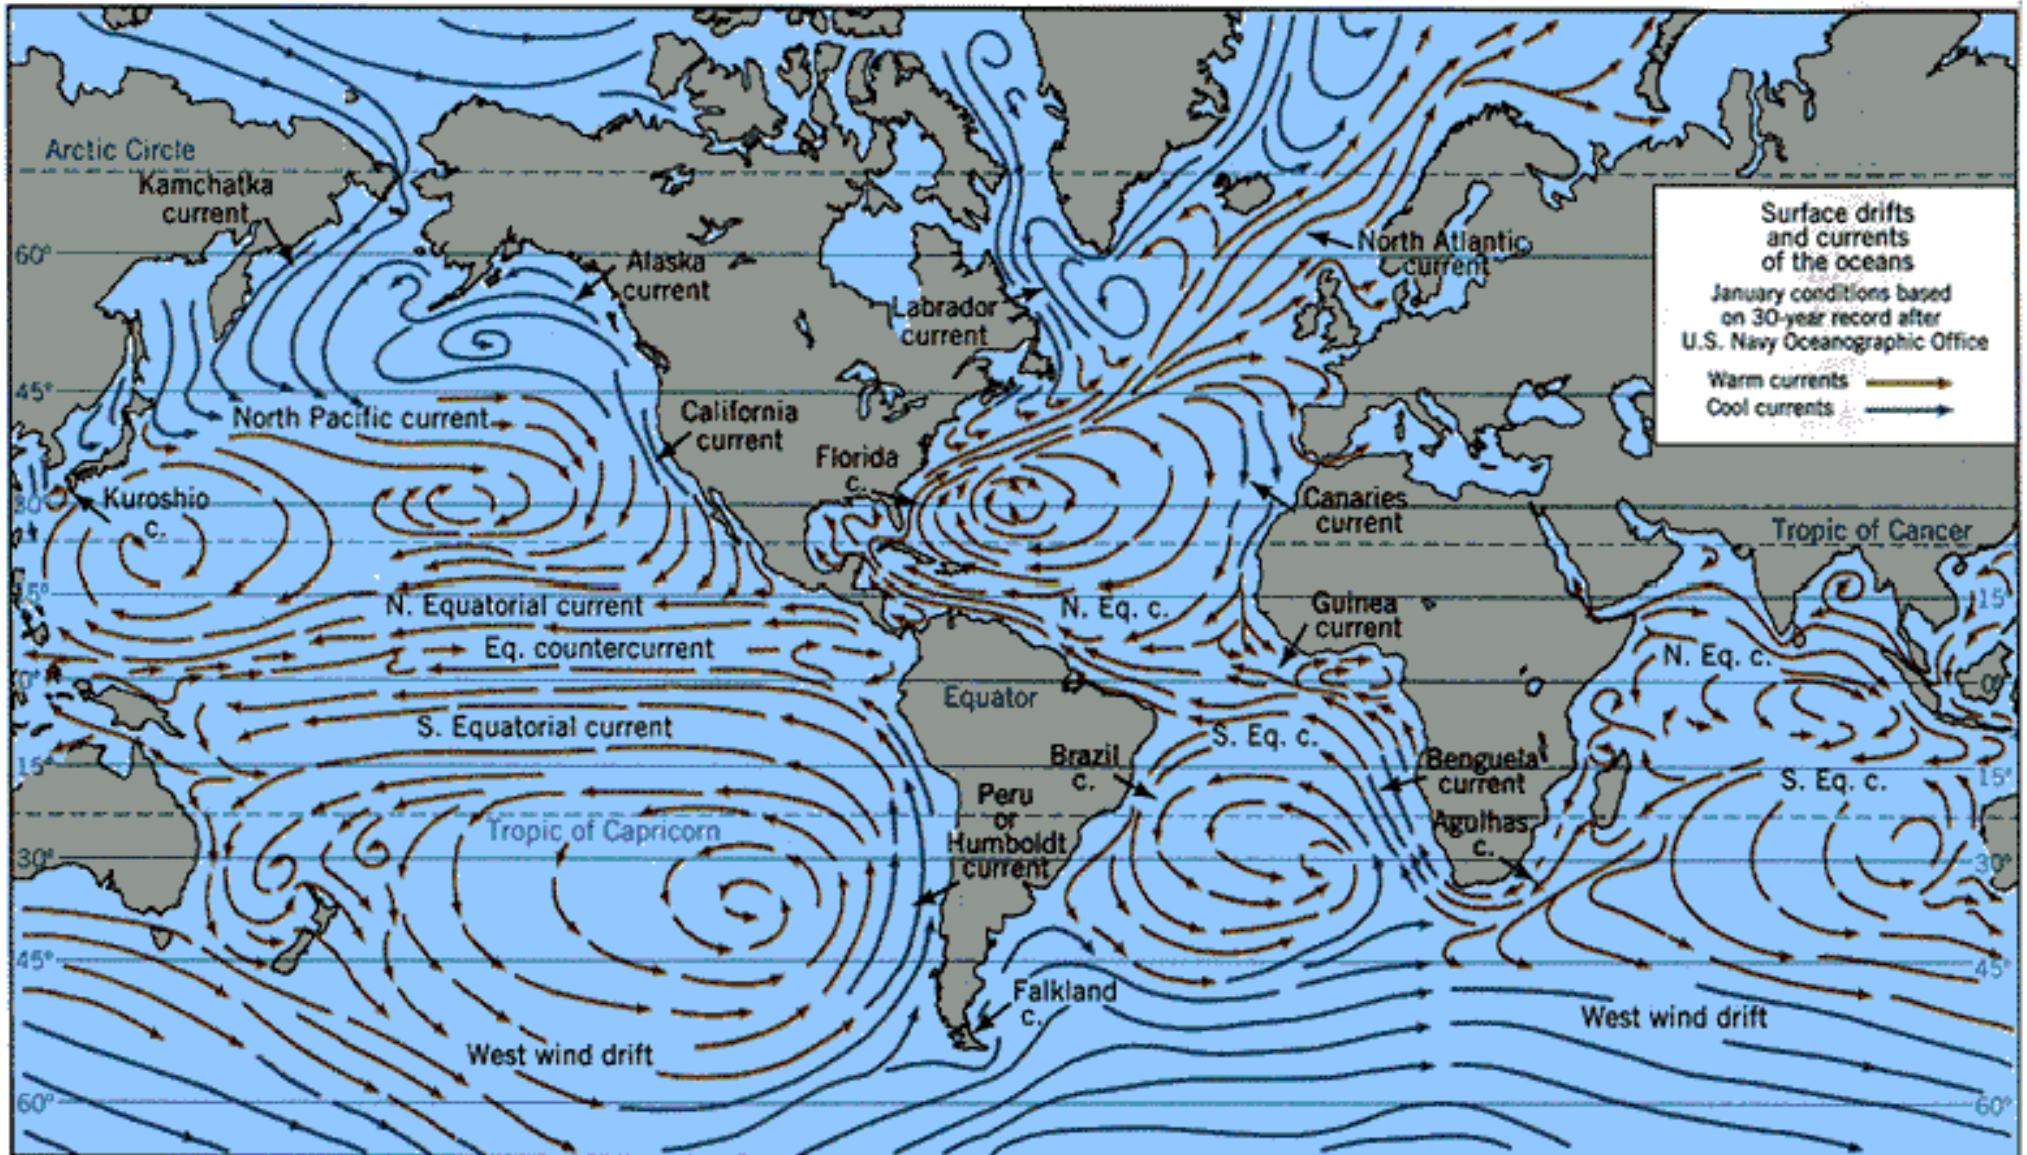 Arctic Circle
Kamchatka
current
60°
Alaska
current
Labrador
current
North Atlantic
current
Surface drifts
and currents
of the oceans
January conditions based
on 30-year record after
U.S. Navy Oceanographic Office
Warm currents
Cool currents
45°
North Pacific current
California
current
Florida
c.
Kuroshio
c.
30°
Canaries
current
Tropic of Cancer
15°
N. Equatorial current
N. Eq. c.
Guinea
current
15°
Eq. countercurrent
N. Eq. c.
0°
Equator
0°
S. Equatorial current
S. Eq. c.
Brazil
c.
Benguela
current
15°
S. Eq. c.
15°
Peru
or
Humboldt
current
Tropic of Capricorn
Agulhas
c.
30°
30°
45°
45°
Falkland
c.
West wind drift
West wind drift
60°
60°